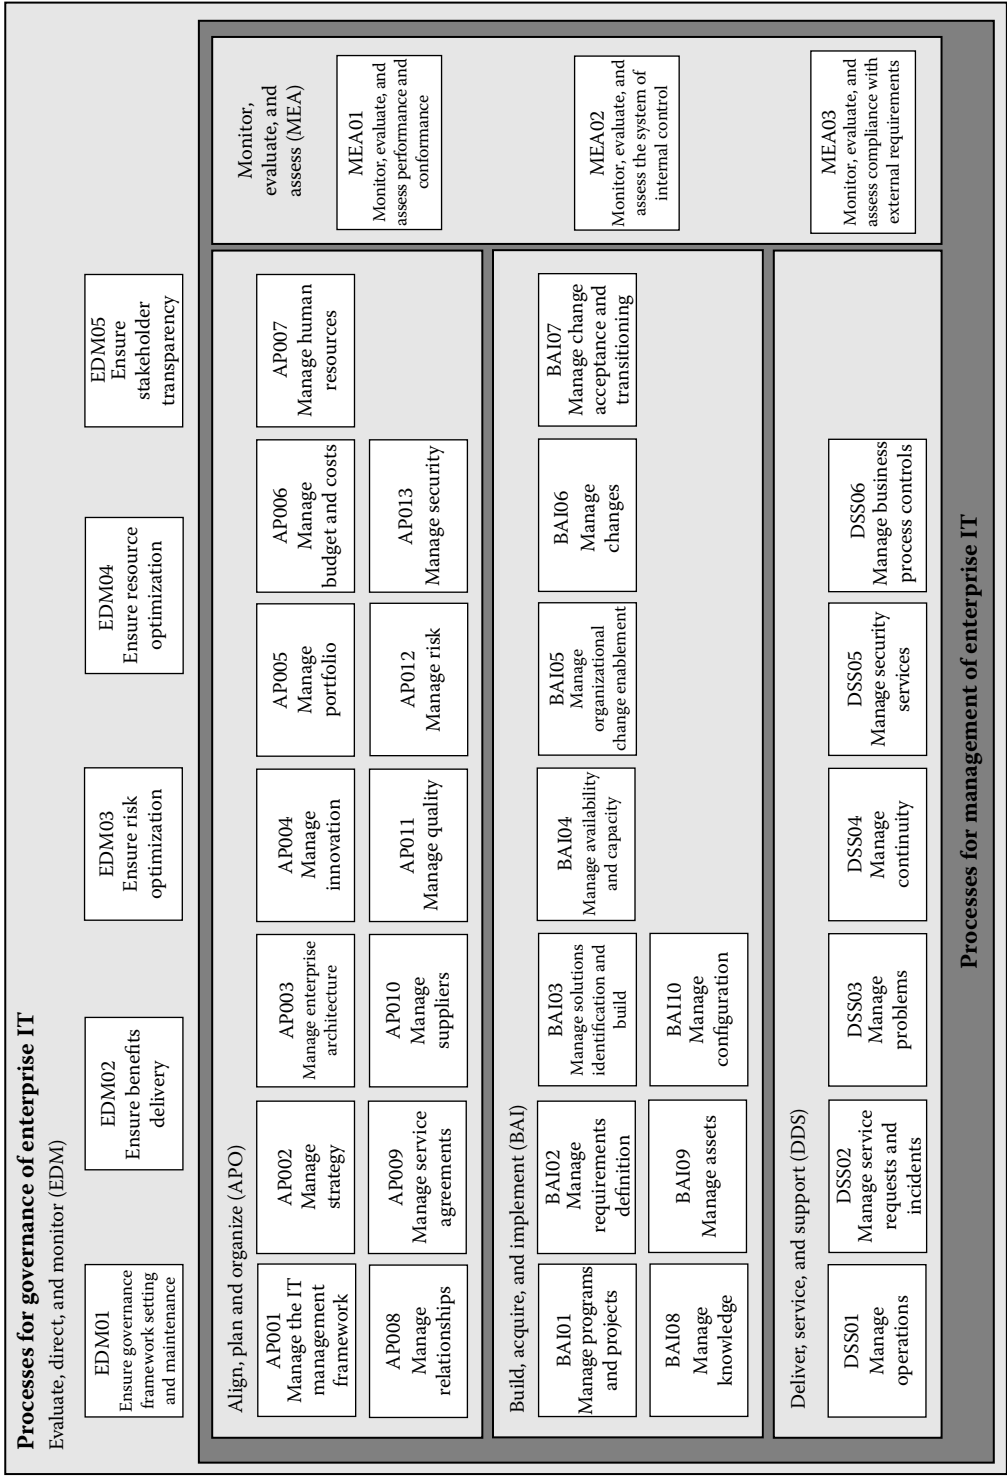 Processes for governance of enterprise IT
Evaluate, direct, and monitor (EDM)
EDM01
Ensure governance
framework setting
and maintenance
EDM02
Ensure benefits
delivery
EDM03
Ensure risk
optimization
EDM04
Ensure resource
optimization
EDM05
Ensure
stakeholder
transparency
Align, plan and organize (APO)
AP001
Manage the IT
management
framework
AP002
Manage
strategy
AP003
Manage enterprise
architecture
AP004
Manage
innovation
AP005
Manage
portfolio
AP006
Manage
budget and costs
AP007
Manage human
resources
AP008
Manage
relationships
AP009
Manage service
agreements
AP010
Manage
suppliers
AP011
Manage quality
AP012
Manage risk
AP013
Manage security
Build, acquire, and implement (BAI)
BAI01
Manage programs
and projects
BAI02
Manage
requirements
definition
BAI03
Manage solutions
identification and
build
BAI04
Manage availability
and capacity
BAI05
Manage
organizational
change enablement
BAI06
Manage
changes
BAI07
Manage change
acceptance and
transitioning
BAI08
Manage
knowledge
BAI09
Manage assets
BAI10
Manage
configuration
Deliver, service, and support (DDS)
DSS01
Manage
operations
DSS02
Manage service
requests and
incidents
DSS03
Manage
problems
DSS04
Manage
continuity
DSS05
Manage security
services
DSS06
Manage business
process controls
Monitor,
evaluate, and
assess (MEA)
MEA01
Monitor, evaluate, and
assess performance and
conformance
MEA02
Monitor, evaluate, and
assess the system of
internal control
MEA03
Monitor, evaluate, and
assess compliance with
external requirements
Processes for management of enterprise IT